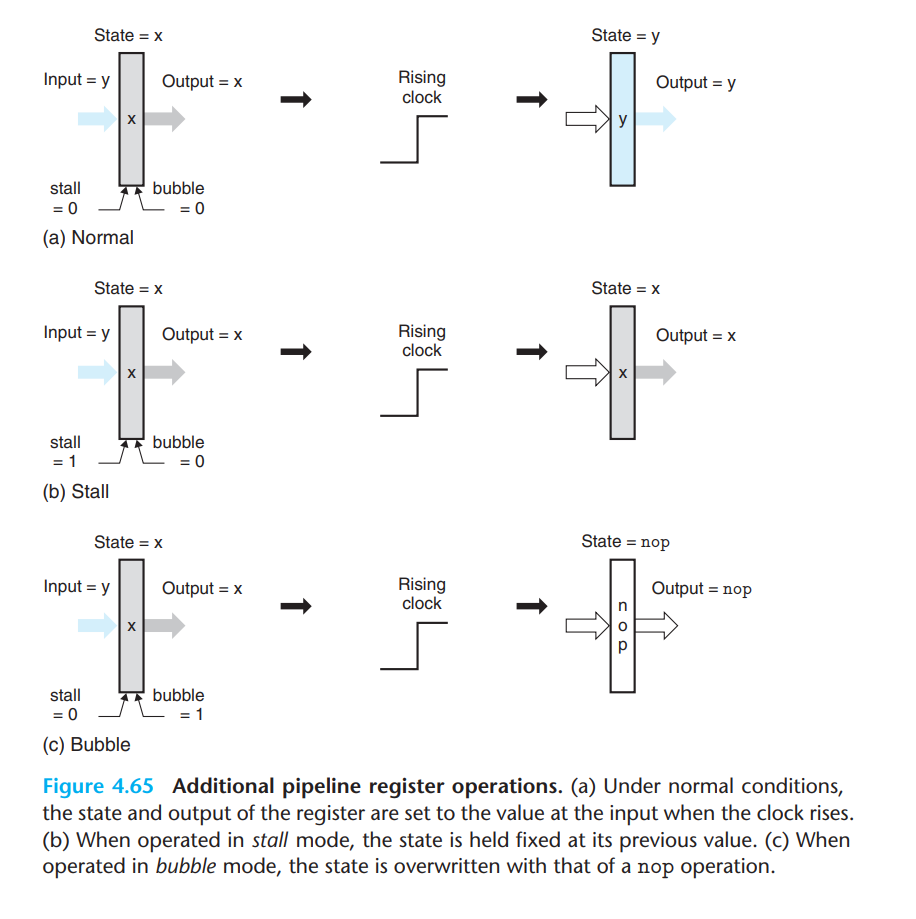 State = x
State = y
Input = y
Output = x
Rising
clock
Output = y
x
y
stall
= 0
bubble
= 0
(a) Normal
State = x
State = x
Input = y
Output = x
Rising
clock
Output = x
x
x
stall
= 1
bubble
= 0
(b) Stall
State = x
State = nop
Input = y
Output = x
Rising
clock
Output = nop
x
n
o
p
stall
= 0
bubble
= 1
(c) Bubble
Figure 4.65 Additional pipeline register operations. (a) Under normal conditions,
the state and output of the register are set to the value at the input when the clock rises.
(b) When operated in stall mode, the state is held fixed at its previous value. (c) When
operated in bubble mode, the state is overwritten with that of a nop operation.